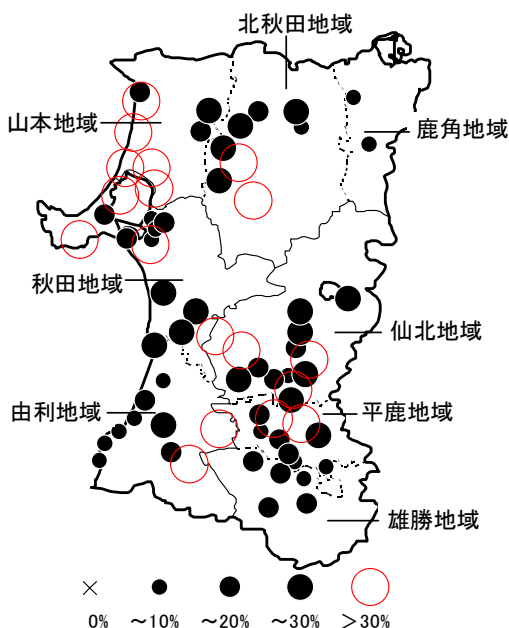 北秋田地域
山本地域
鹿角地域
秋田地域
仙北地域
由利地域
平鹿地域
雄勝地域
0% ～10% ～20% ～30% ＞30%